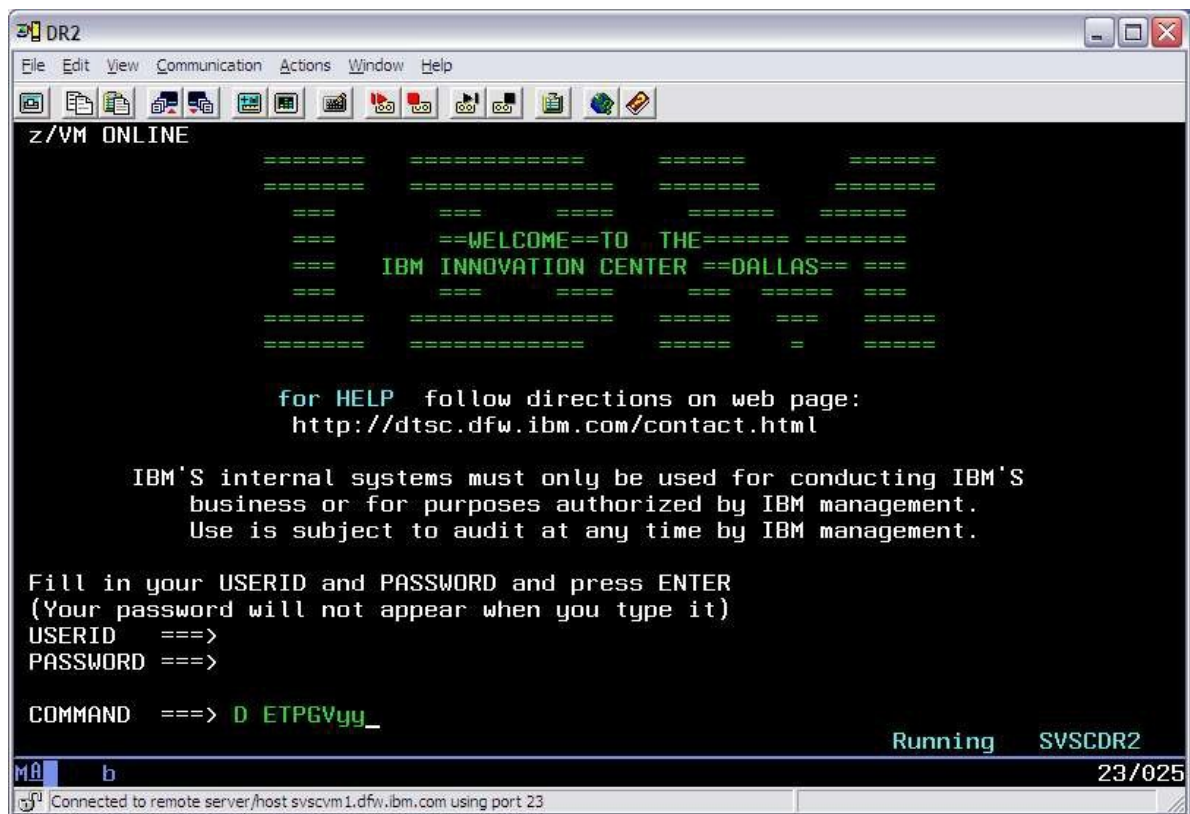 DR2
File Edit View Communication Actions Window Help
z/VM ONLINE
======= ============ ====== ======
======= ============== ======= =======
=== === ==== ====== ======
=== ==WELCOME==TO THE====== =======
=== IBM INNOVATION CENTER ==DALLAS== ===
=== === ==== === ===== ===
======= ============== ===== === =====
======= ============ ===== = =====
for HELP follow directions on web page:
http://dtsc.dfw.ibm.com/contact.html
IBM'S internal systems must only be used for conducting IBM'S
business or for purposes authorized by IBM management.
Use is subject to audit at any time by IBM management.
Fill in your USERID and PASSWORD and press ENTER
(Your password will not appear when you type it)
USERID ===>
PASSWORD ===>
COMMAND ===> D ETPGVyy_
Running SVSCDR2
MA b 23/025
Connected to remote server/host svscvm1.dfw.ibm.com using port 23